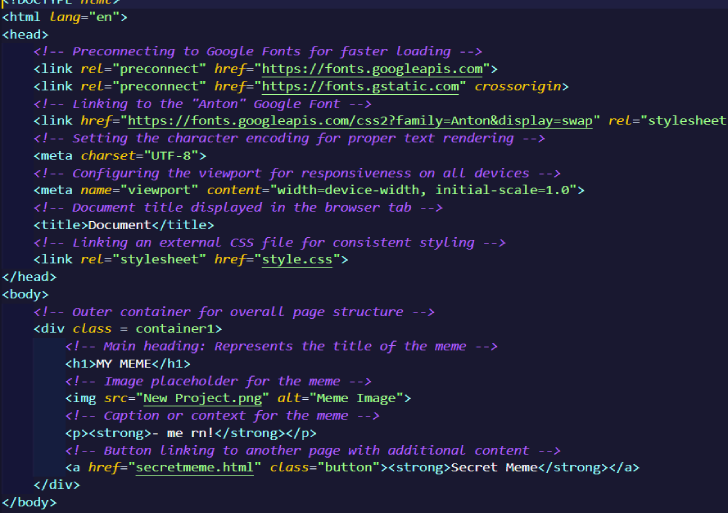 <!DOCTYPE html>
<html lang="en">
<head>
    <!-- Preconnecting to Google Fonts for faster loading -->
    <link rel="preconnect" href="https://fonts.googleapis.com">
    <link rel="preconnect" href="https://fonts.gstatic.com" crossorigin>
    <!-- Linking to the "Anton" Google Font -->
    <link href="https://fonts.googleapis.com/css2?family=Anton&display=swap" rel="stylesheet
    <!-- Setting the character encoding for proper text rendering -->
    <meta charset="UTF-8">
    <!-- Configuring the viewport for responsiveness on all devices -->
    <meta name="viewport" content="width=device-width, initial-scale=1.0">
    <!-- Document title displayed in the browser tab -->
    <title>Document</title>
    <!-- Linking an external CSS file for consistent styling -->
    <link rel="stylesheet" href="style.css">
</head>
<body>
    <!-- Outer container for overall page structure -->
    <div class = container1>
        <!-- Main heading: Represents the title of the meme -->
        <h1>MY MEME</h1>
        <!-- Image placeholder for the meme -->
        <img src="New Project.png" alt="Meme Image">
        <!-- Caption or context for the meme -->
        <p><strong>- me rn!</strong></p>
        <!-- Button linking to another page with additional content -->
        <a href="secretmeme.html" class="button"><strong>Secret Meme</strong></a>
    </div>
</body>